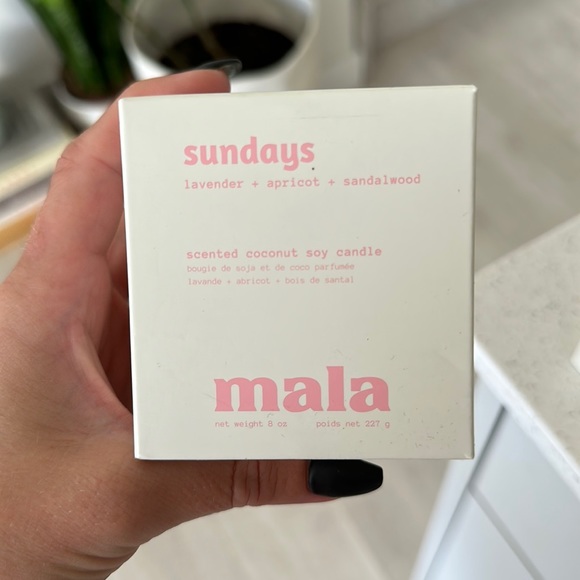 sundays
lavender + apricot + sandalwood
scented coconut soy candle
bougie de soja et de coco parfumée
lavande + abricot + bois de santal
mala
net weight 8 oz poids net 227 g